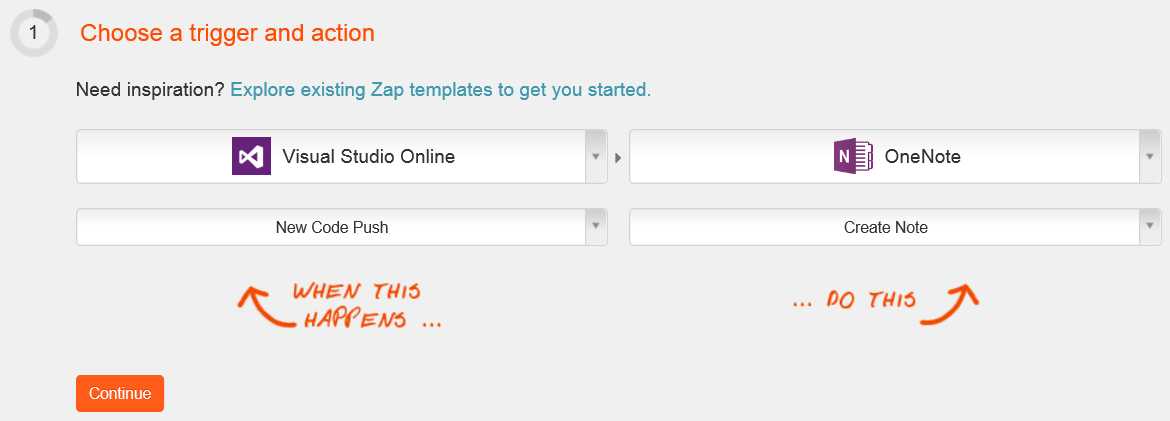 1 Choose a trigger and action
Need inspiration? Explore existing Zap templates to get you started.
Visual Studio Online
N OneNote
New Code Push
Create Note
WHEN THIS
HAPPENS ...
... DO THIS
Continue